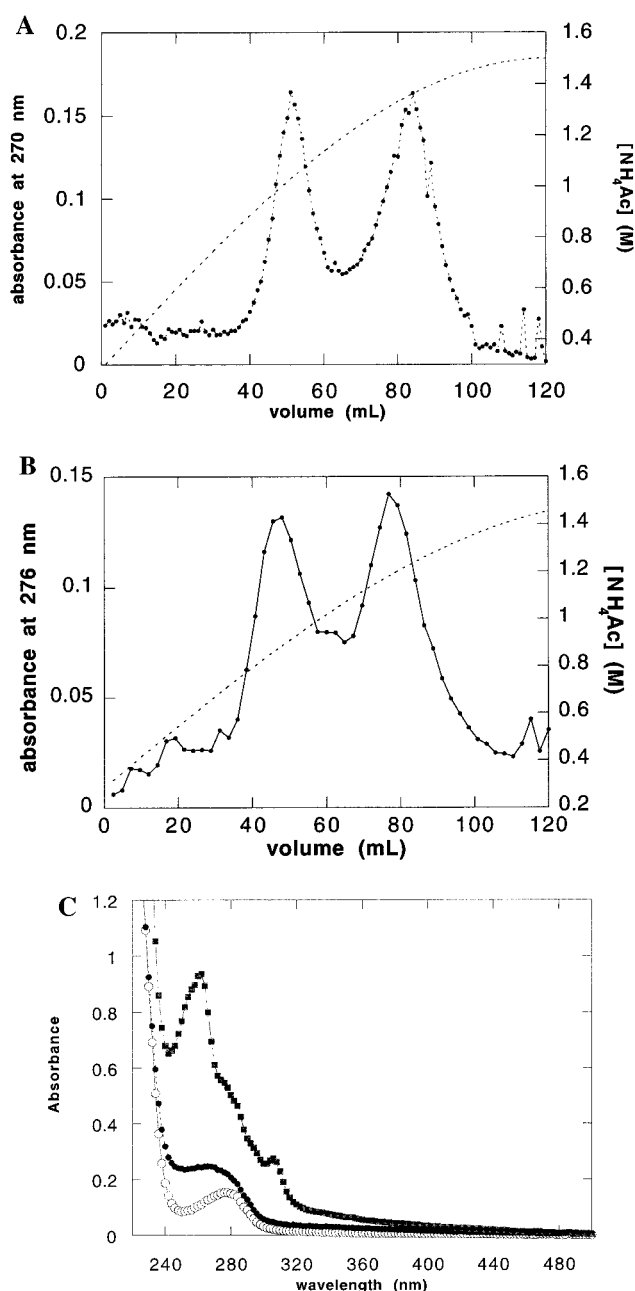 A
0.2
0.15
0.1
0.05
0
absorbance at 270 nm
1.6
1.4
1.2
1
0.8
0.6
0.4
[NH4Ac] (M)
0 20 40 60 80 100 120
volume (mL)
B
0.15
0.1
0.05
0
absorbance at 276 nm
1.6
1.4
1.2
1
0.8
0.6
0.4
0.2
[NH4Ac] (M)
0 20 40 60 80 100 120
volume (mL)
C
1.2
1
0.8
0.6
0.4
0.2
0
Absorbance
240 280 320 360 400 440 480
wavelength (nm)